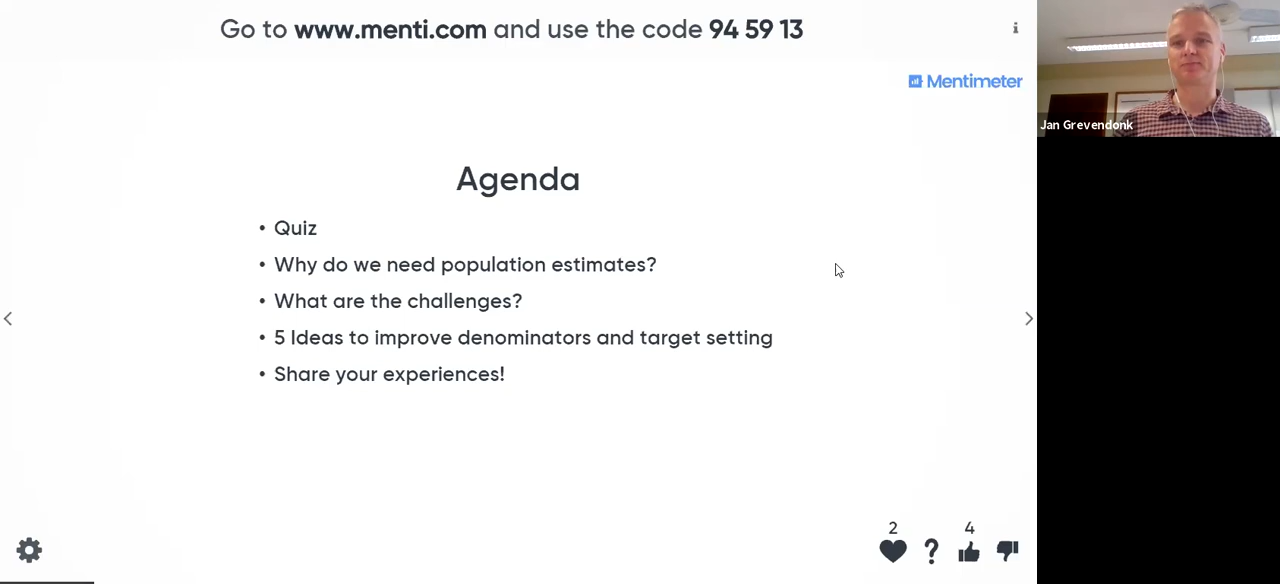 Go to www.menti.com and use the code 94 59 13
i
Mentimeter
Jan Grevendonk
Agenda
• Quiz
• Why do we need population estimates?
• What are the challenges?
• 5 Ideas to improve denominators and target setting
• Share your experiences!
2
4
?